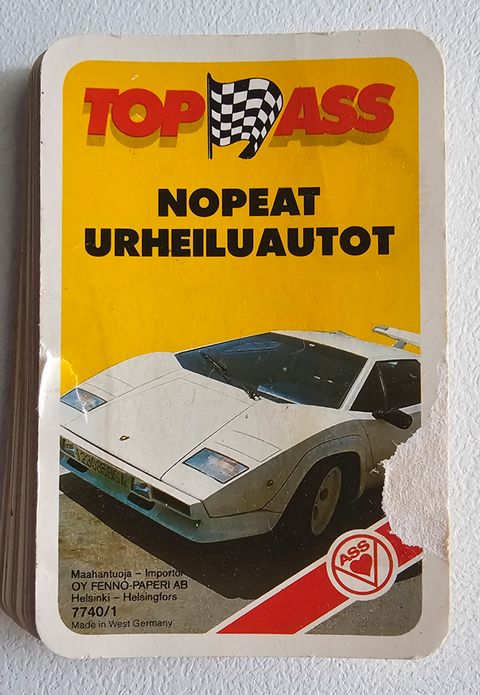 TOP ASS
NOPEAT
URHEILUAUTOT
ASS
Maahantuoja – Importör
OY FENNO-PAPERI AB
Helsinki – Helsingfors
7740/1
Made in West Germany